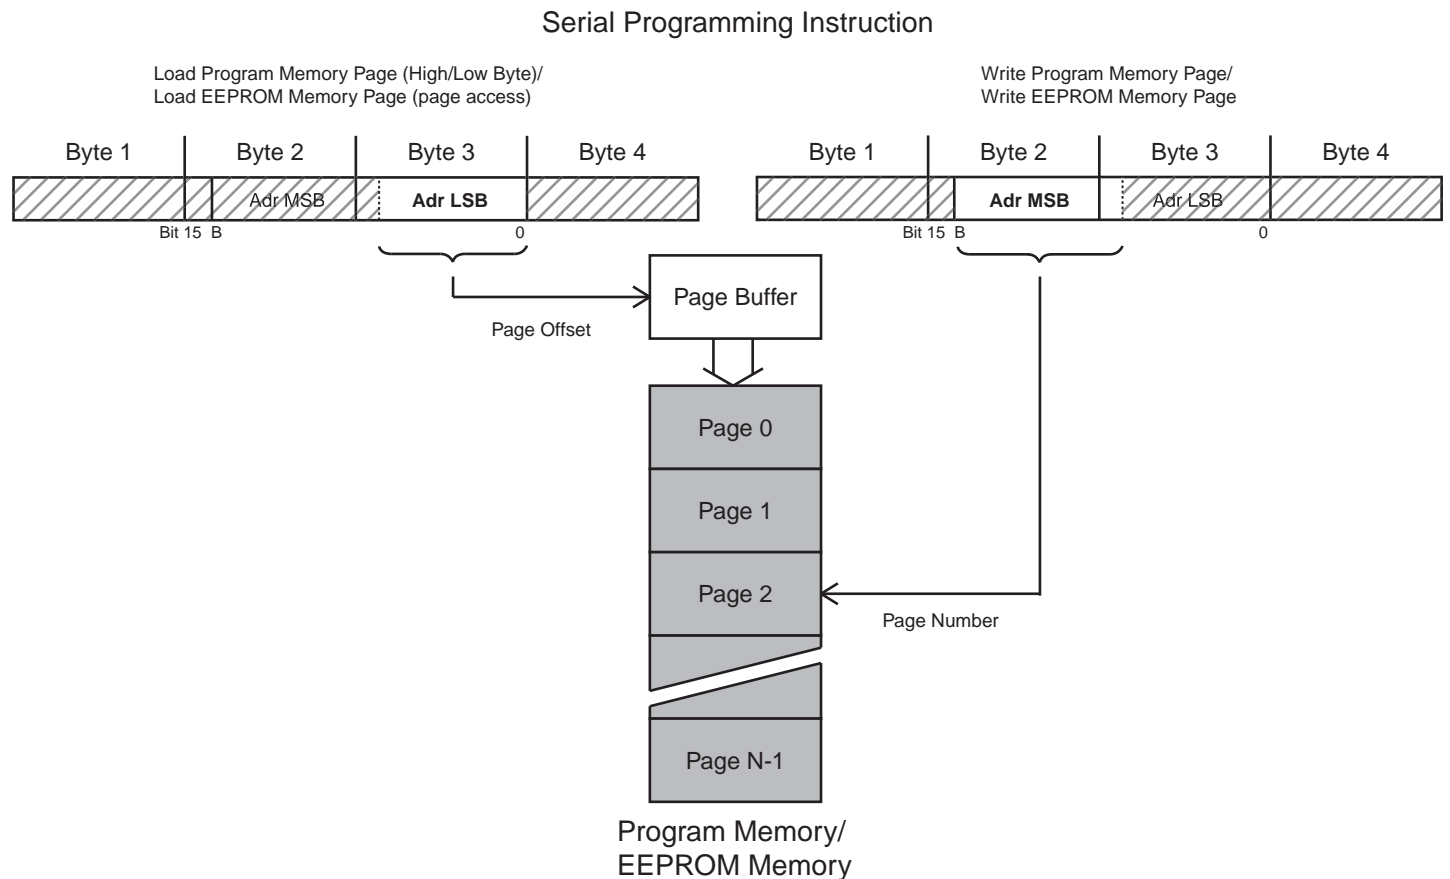 Serial Programming Instruction
Load Program Memory Page (High/Low Byte)/
Load EEPROM Memory Page (page access)
Write Program Memory Page/
Write EEPROM Memory Page
Byte 1 Byte 2 Byte 3 Byte 4
Byte 1 Byte 2 Byte 3 Byte 4
Adr MSB Adr LSB
Adr MSB Adr LSB
Bit 15 B 0
Bit 15 B 0
Page Buffer
Page Offset
Page 0
Page 1
Page 2
Page Number
Page N-1
Program Memory/
EEPROM Memory